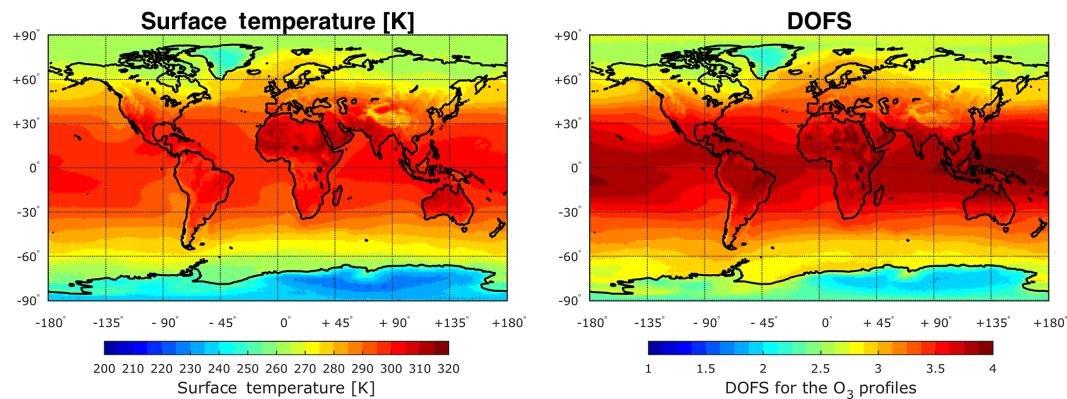 Surface temperature [K]
DOFS
+90°
+60°
+30°
0°
-30°
-60°
-90°
-180° -135° -90° -45° 0° + 45° + 90° +135° +180°
+90°
+60°
+30°
0°
-30°
-60°
-90°
-180° -135° -90° - 45° 0° + 45° + 90° +135° +180°
200 210 220 230 240 250 260 270 280 290 300 310 320
Surface temperature [K]
1 1.5 2 2.5 3 3.5 4
DOFS for the O₃ profiles